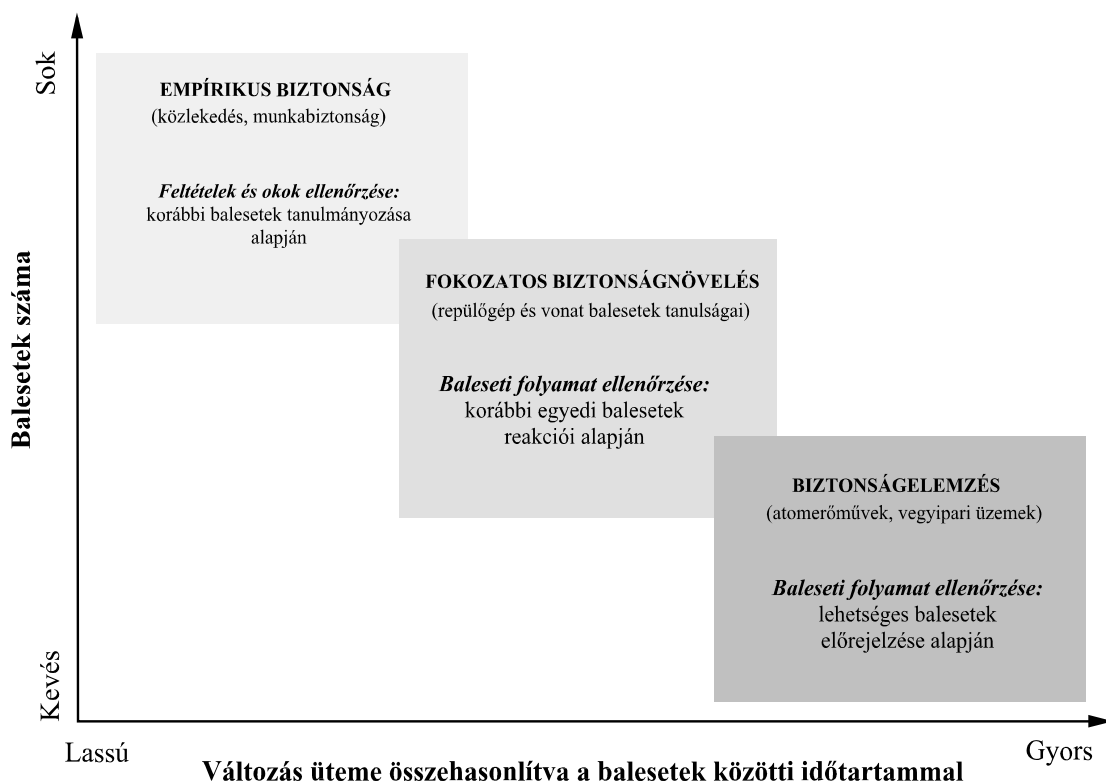 Sok
EMPÍRIKUS BIZTONSÁG
(közlekedés, munkabiztonság)
Feltételek és okok ellenőrzése:
korábbi balesetek tanulmányozása
alapján
FOKOZATOS BIZTONSÁGNÖVELÉS
(repülőgép és vonat balesetek tanulságai)
Baleseti folyamat ellenőrzése:
korábbi egyedi balesetek
reakciói alapján
BIZTONSÁGELEMZÉS
(atomerőművek, vegyipari üzemek)
Baleseti folyamat ellenőrzése:
lehetséges balesetek
előrejelzése alapján
Balesetek száma
Kevés
Lassú
Gyors
Változás üteme összehasonlítva a balesetek közötti időtartammal